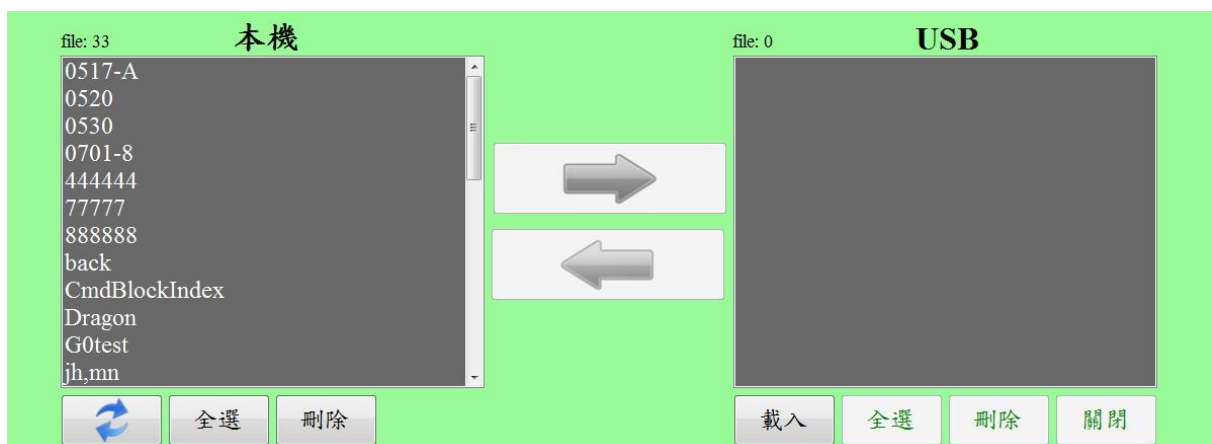 file: 33
本機
0517-A
0520
0530
0701-8
444444
77777
888888
back
CmdBlockIndex
Dragon
G0test
jh,mn
全選
刪除
file: 0
USB
載入
全選
刪除
關閉